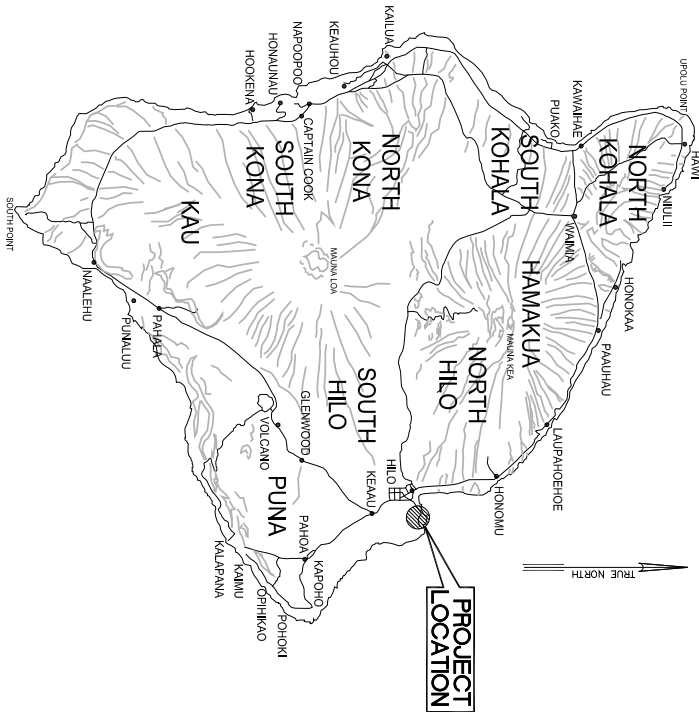 UPOLU POINT
HAWI
NIULII
NORTH
KOHALA
KAWAIHAE
PUAKO
WAIMIA
HONOKAA
PAAUHAU
SOUTH
KOHALA
HAMAKUA
MAUNA KEA
NORTH
HILO
LAUPAHOEHOE
HONOMU
KAILUA
KEAUHOU
NAPOOPOO
HONAUNAU
HOOKENA
CAPTAIN COOK
NORTH
KONA
SOUTH
KONA
MAUNA LOA
KAU
SOUTH
HILO
HILO
KEAAU
GLENWOOD
VOLCANO
PUNA
PAHOA
KAPOHO
POHOKI
OPIHIKAO
KAIMU
KALAPANA
PAHALA
PUNALUU
NAALEHU
SOUTH POINT
TRUE NORTH
PROJECT
LOCATION